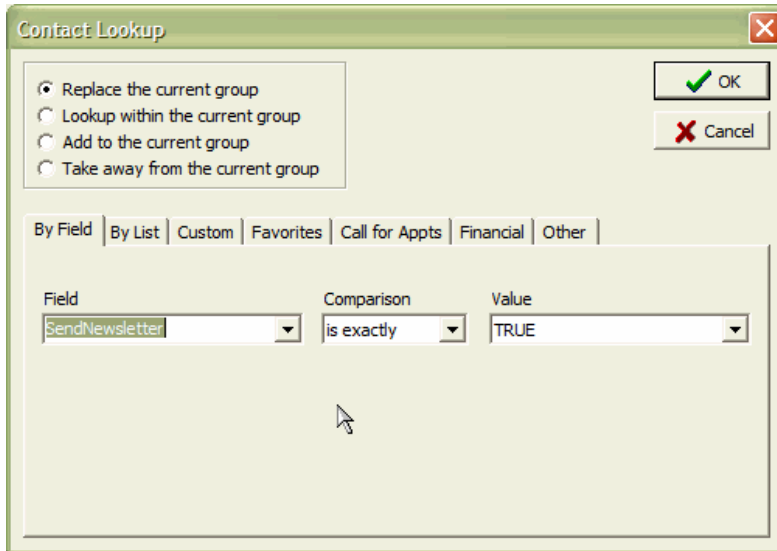 Contact Lookup
Replace the current group
Lookup within the current group
Add to the current group
Take away from the current group
OK
Cancel
By Field By List Custom Favorites Call for Appts Financial Other
Field Comparison Value
SendNewsletter is exactly TRUE